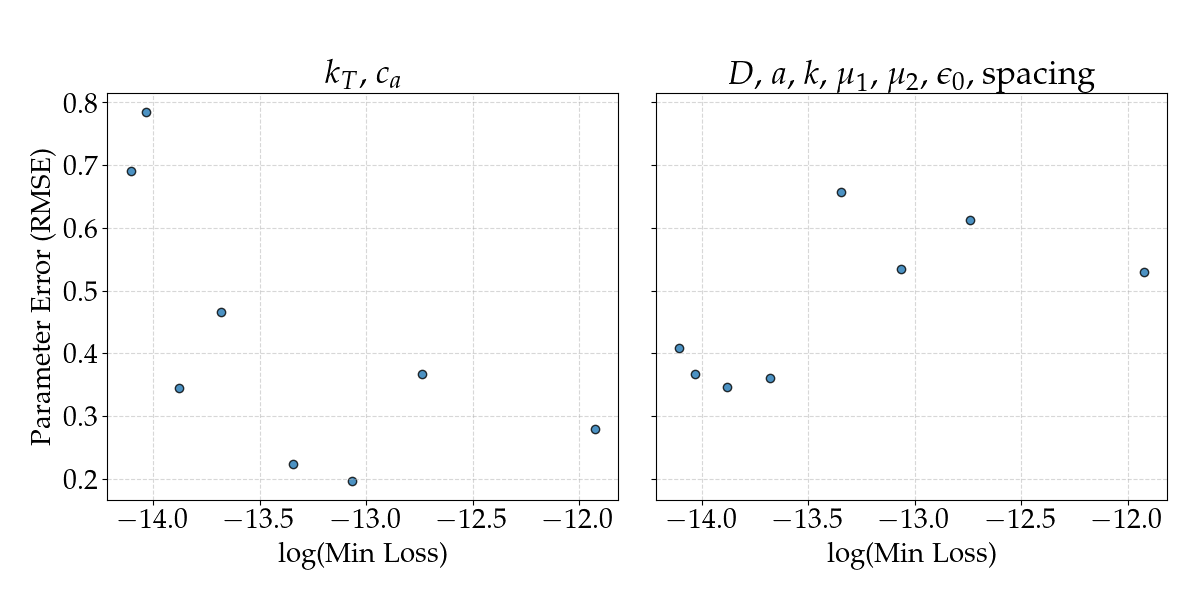 k_T, c_a
D, a, k, μ_1, μ_2, ϵ_0, spacing
Parameter Error (RMSE)
0.8
0.7
0.6
0.5
0.4
0.3
0.2
−14.0 −13.5 −13.0 −12.5 −12.0
−14.0 −13.5 −13.0 −12.5 −12.0
log(Min Loss)
log(Min Loss)